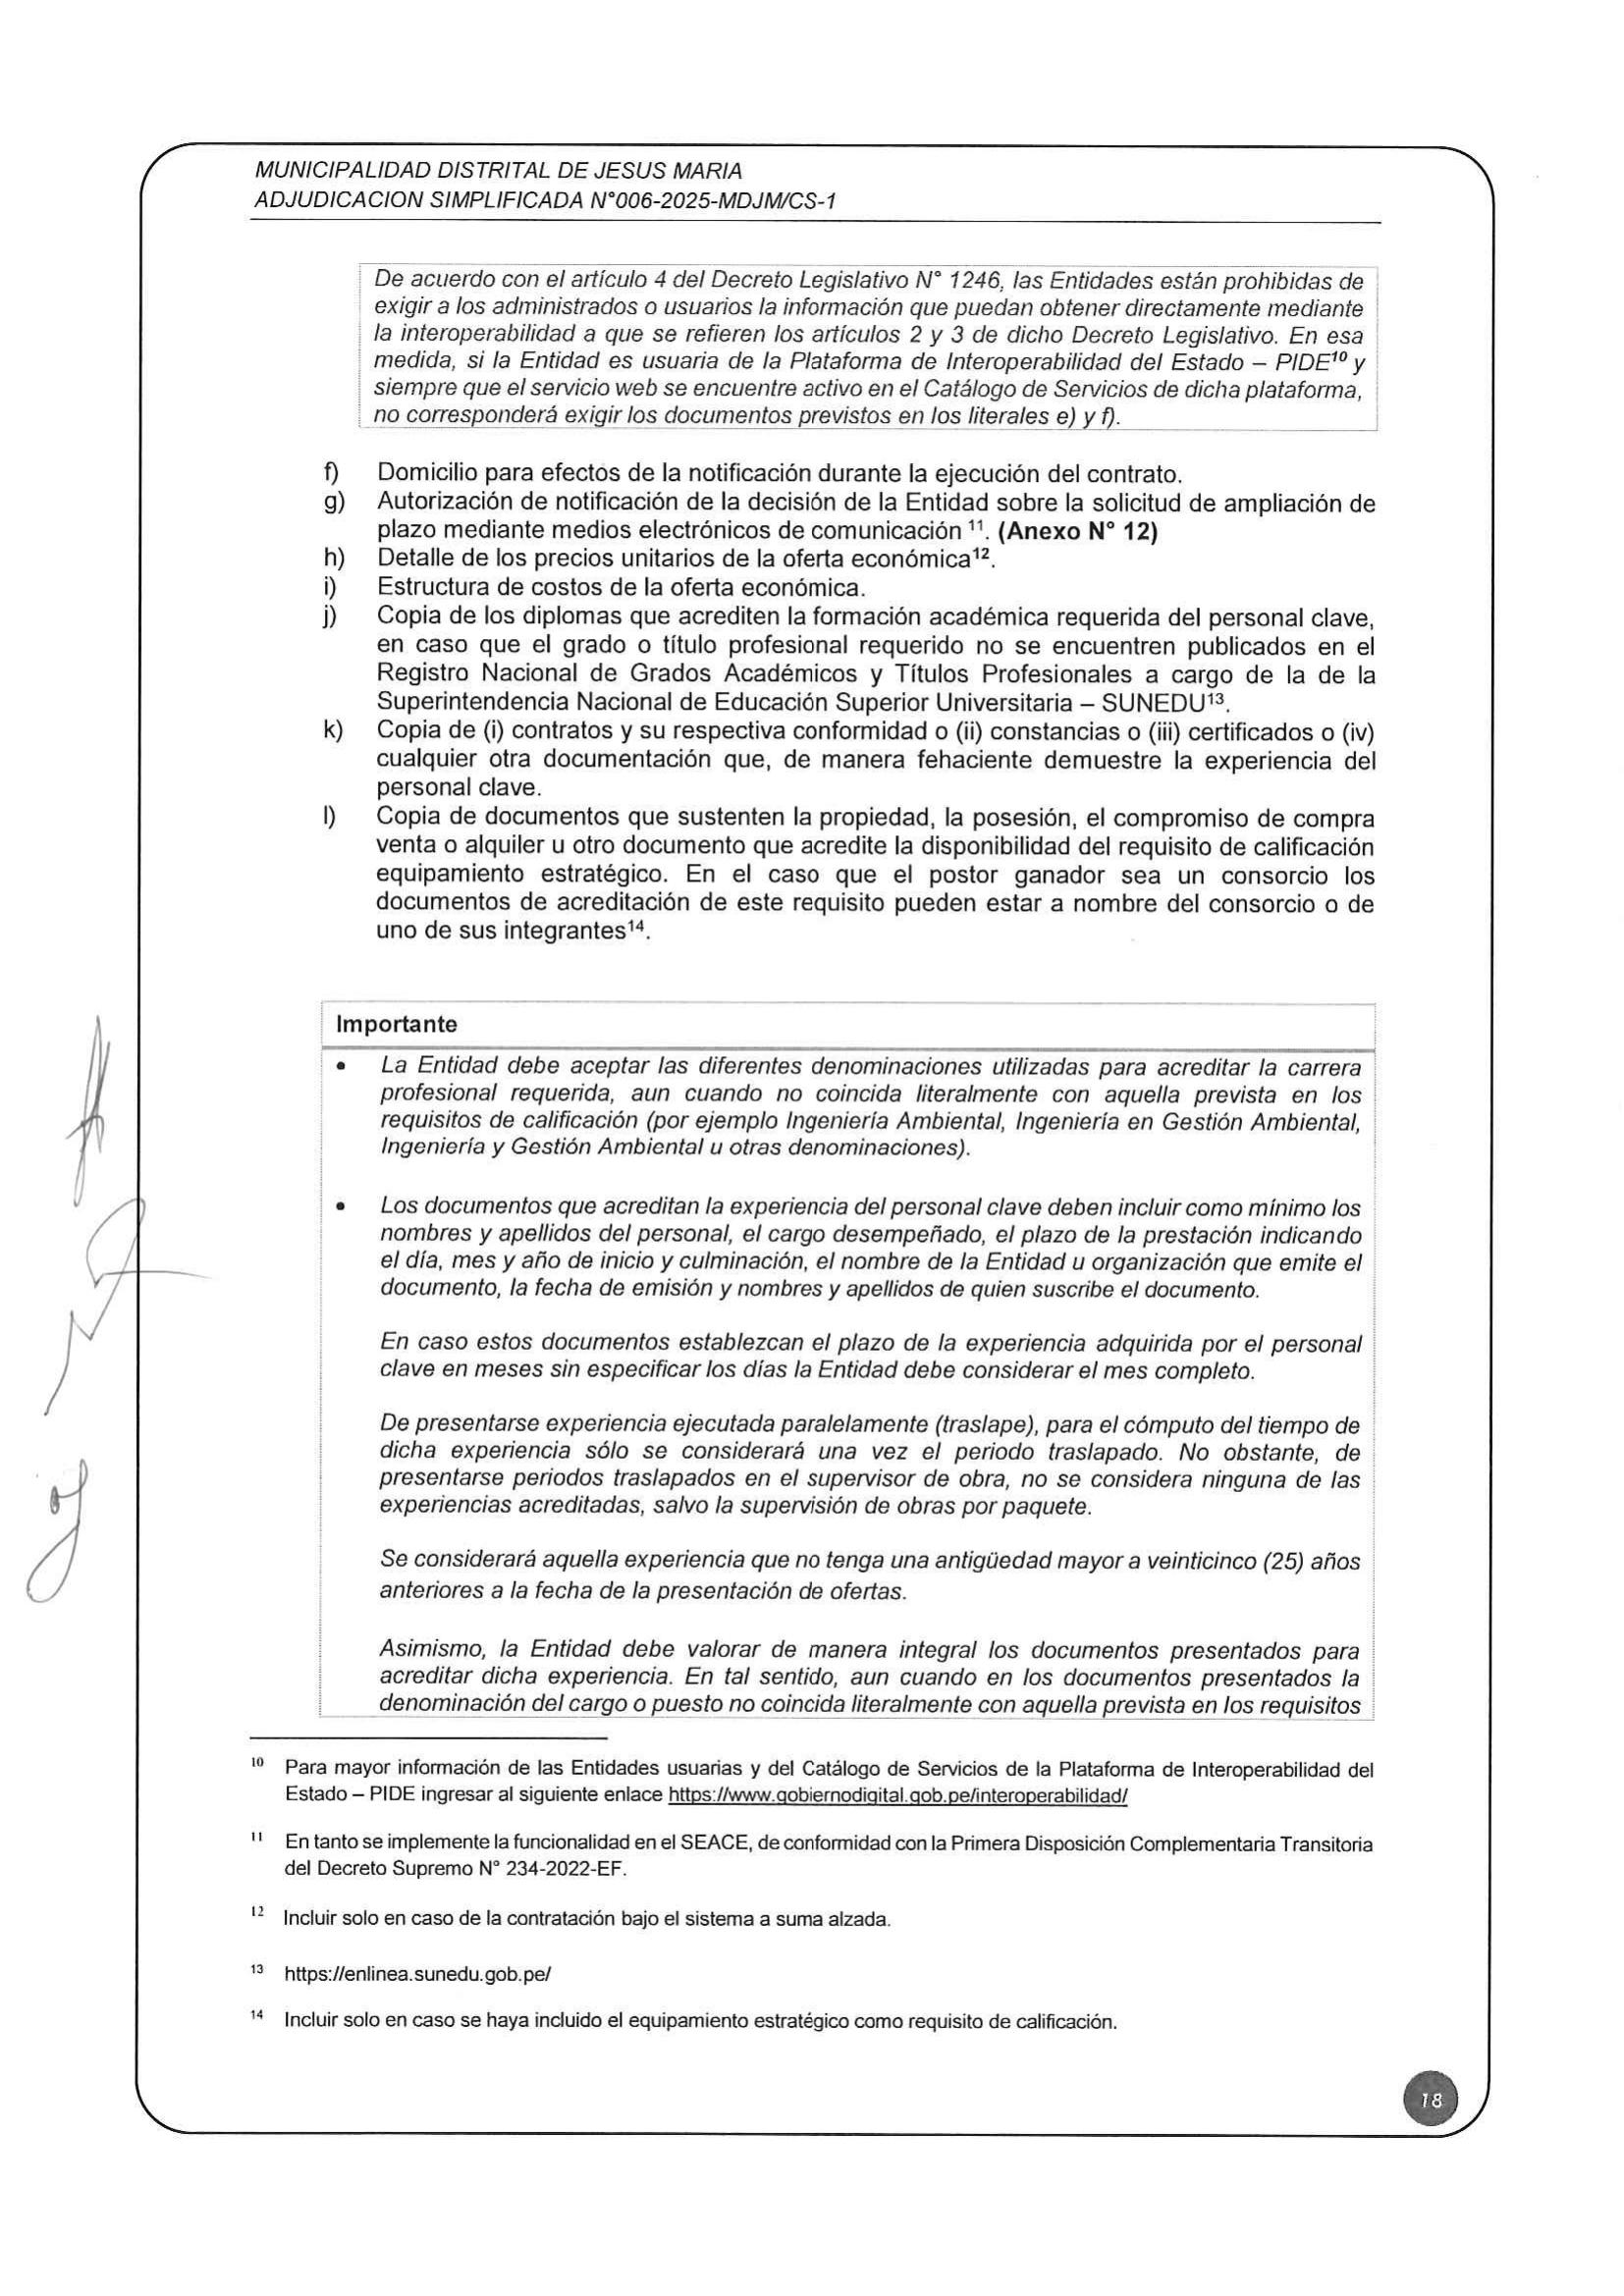 MUNICIPALIDAD DISTRITAL DE JESUS MARIA
ADJUDICACION SIMPLIFICADA N°006-2025-MDJM/CS-1
De acuerdo con el artículo 4 del Decreto Legislativo N° 1246, las Entidades están prohibidas de
exigir a los administrados o usuarios la información que puedan obtener directamente mediante
la interoperabilidad a que se refieren los artículos 2 y 3 de dicho Decreto Legislativo. En esa
medida, si la Entidad es usuaria de la Plataforma de Interoperabilidad del Estado – PIDE¹⁰ y
siempre que el servicio web se encuentre activo en el Catálogo de Servicios de dicha plataforma,
no corresponderá exigir los documentos previstos en los literales e) y f).
f) Domicilio para efectos de la notificación durante la ejecución del contrato.
g) Autorización de notificación de la decisión de la Entidad sobre la solicitud de ampliación de
plazo mediante medios electrónicos de comunicación ¹¹. (Anexo N° 12)
h) Detalle de los precios unitarios de la oferta económica¹².
i) Estructura de costos de la oferta económica.
j) Copia de los diplomas que acrediten la formación académica requerida del personal clave,
en caso que el grado o título profesional requerido no se encuentren publicados en el
Registro Nacional de Grados Académicos y Títulos Profesionales a cargo de la de la
Superintendencia Nacional de Educación Superior Universitaria – SUNEDU¹³.
k) Copia de (i) contratos y su respectiva conformidad o (ii) constancias o (iii) certificados o (iv)
cualquier otra documentación que, de manera fehaciente demuestre la experiencia del
personal clave.
l) Copia de documentos que sustenten la propiedad, la posesión, el compromiso de compra
venta o alquiler u otro documento que acredite la disponibilidad del requisito de calificación
equipamiento estratégico. En el caso que el postor ganador sea un consorcio los
documentos de acreditación de este requisito pueden estar a nombre del consorcio o de
uno de sus integrantes¹⁴.
Importante
• La Entidad debe aceptar las diferentes denominaciones utilizadas para acreditar la carrera
profesional requerida, aun cuando no coincida literalmente con aquella prevista en los
requisitos de calificación (por ejemplo Ingeniería Ambiental, Ingeniería en Gestión Ambiental,
Ingeniería y Gestión Ambiental u otras denominaciones).
• Los documentos que acreditan la experiencia del personal clave deben incluir como mínimo los
nombres y apellidos del personal, el cargo desempeñado, el plazo de la prestación indicando
el día, mes y año de inicio y culminación, el nombre de la Entidad u organización que emite el
documento, la fecha de emisión y nombres y apellidos de quien suscribe el documento.
En caso estos documentos establezcan el plazo de la experiencia adquirida por el personal
clave en meses sin especificar los días la Entidad debe considerar el mes completo.
De presentarse experiencia ejecutada paralelamente (traslape), para el cómputo del tiempo de
dicha experiencia sólo se considerará una vez el periodo traslapado. No obstante, de
presentarse periodos traslapados en el supervisor de obra, no se considera ninguna de las
experiencias acreditadas, salvo la supervisión de obras por paquete.
Se considerará aquella experiencia que no tenga una antigüedad mayor a veinticinco (25) años
anteriores a la fecha de la presentación de ofertas.
Asimismo, la Entidad debe valorar de manera integral los documentos presentados para
acreditar dicha experiencia. En tal sentido, aun cuando en los documentos presentados la
denominación del cargo o puesto no coincida literalmente con aquella prevista en los requisitos
¹⁰ Para mayor información de las Entidades usuarias y del Catálogo de Servicios de la Plataforma de Interoperabilidad del
Estado – PIDE ingresar al siguiente enlace https://www.gobiernodigital.gob.pe/interoperabilidad/
¹¹ En tanto se implemente la funcionalidad en el SEACE, de conformidad con la Primera Disposición Complementaria Transitoria
del Decreto Supremo N° 234-2022-EF.
¹² Incluir solo en caso de la contratación bajo el sistema a suma alzada.
¹³ https://enlinea.sunedu.gob.pe/
¹⁴ Incluir solo en caso se haya incluido el equipamiento estratégico como requisito de calificación.
18